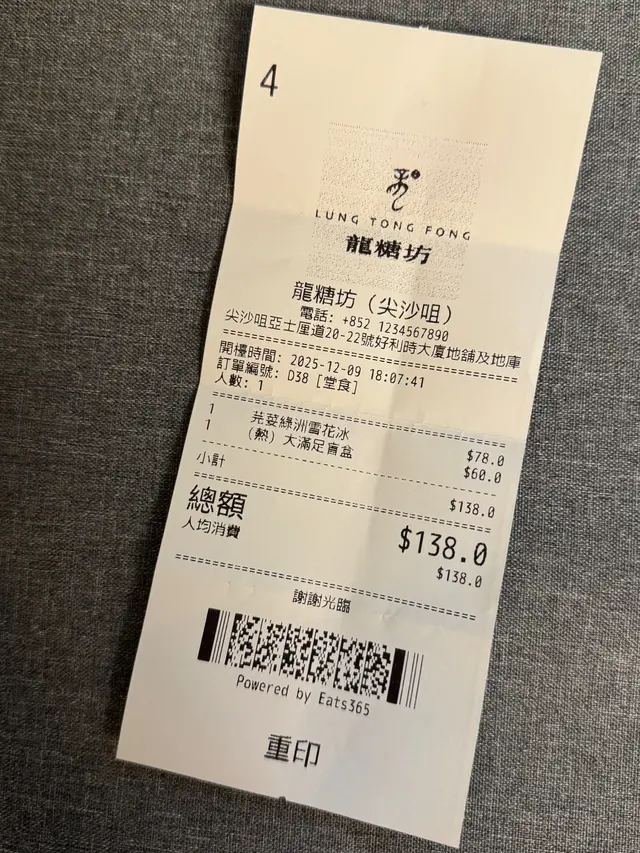 4
LUNG TONG FONG
龍糖坊
龍糖坊（尖沙咀）
電話: +852 1234567890
尖沙咀亞士厘道20-22號好利時大廈地舖及地庫
開檯時間: 2025-12-09 18:07:41
訂單編號: D38 [堂食]
人數: 1
1 芫荽綠洲雪花冰 $78.0
1 （熱）大滿足盲盒 $60.0
小計 $138.0
總額 $138.0
人均消費 $138.0
謝謝光臨
Powered by Eats365
重印